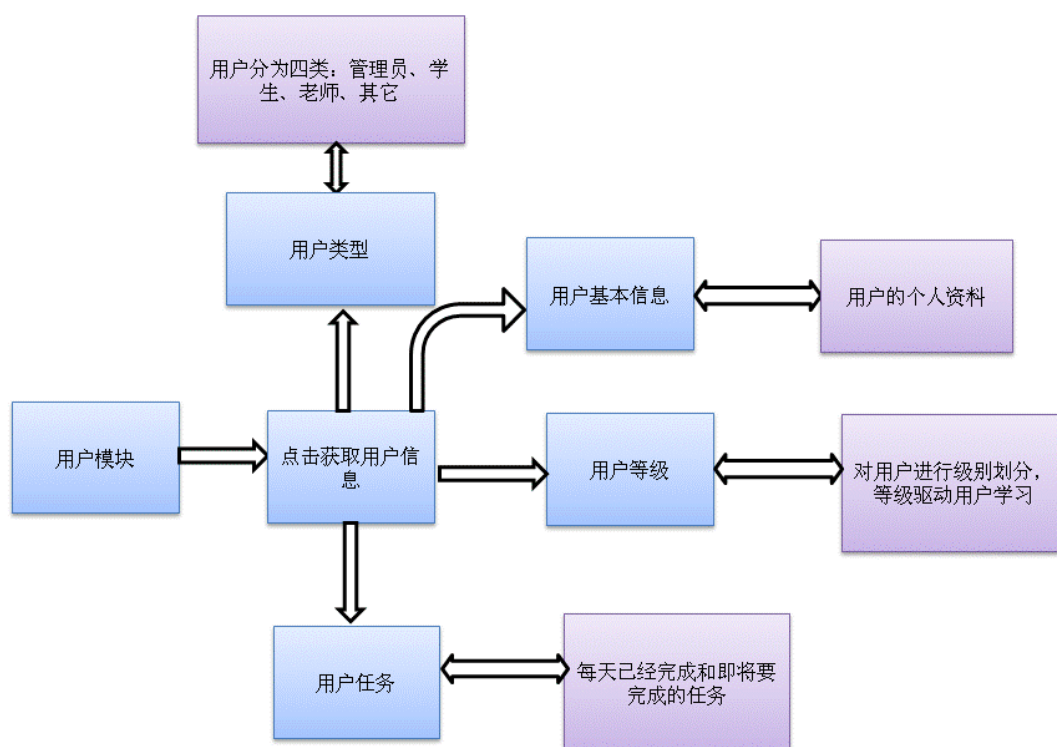 用户分为四类：管理员、学
生、老师、其它
用户类型
用户基本信息
用户的个人资料
用户模块
点击获取用户信
息
用户等级
对用户进行级别划分，
等级驱动用户学习
用户任务
每天已经完成和即将要
完成的任务